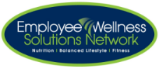 Employee Wellness
Solutions Network
Nutrition | Balanced Lifestyle | Fitness